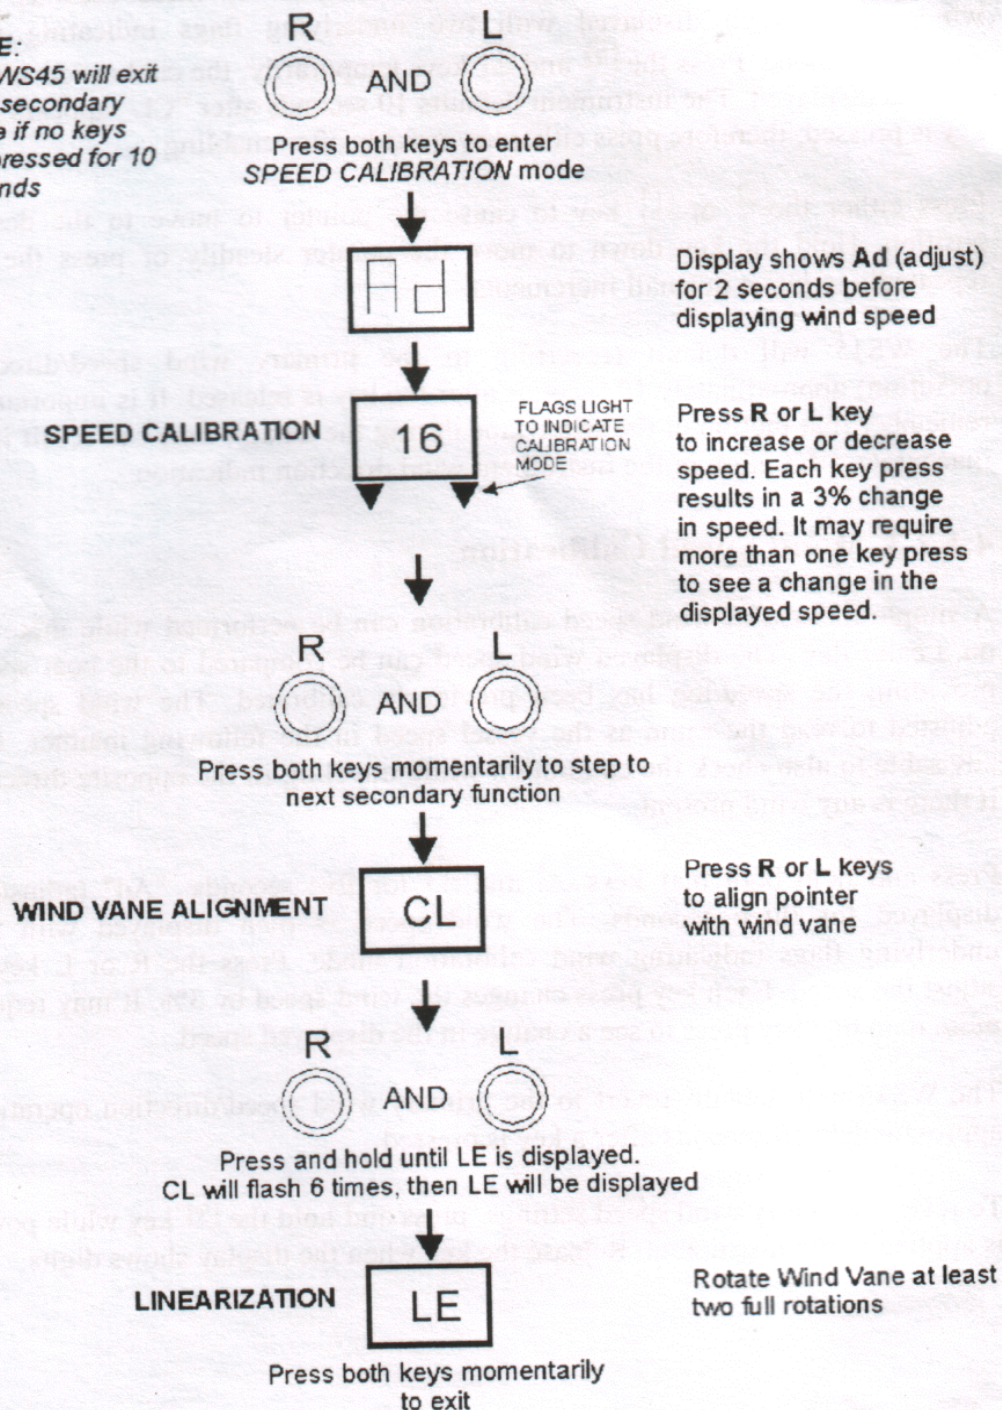 R L
E:
WS45 will exit
secondary
e if no keys
pressed for 10
nds
AND
Press both keys to enter
SPEED CALIBRATION mode
Ad
Display shows Ad (adjust)
for 2 seconds before
displaying wind speed
SPEED CALIBRATION
16
FLAGS LIGHT
TO INDICATE
CALIBRATION
MODE
Press R or L key
to increase or decrease
speed. Each key press
results in a 3% change
in speed. It may require
more than one key press
to see a change in the
displayed speed.
R L
AND
Press both keys momentarily to step to
next secondary function
WIND VANE ALIGNMENT
CL
Press R or L keys
to align pointer
with wind vane
R L
AND
Press and hold until LE is displayed.
CL will flash 6 times, then LE will be displayed
LINEARIZATION
LE
Rotate Wind Vane at least
two full rotations
Press both keys momentarily
to exit